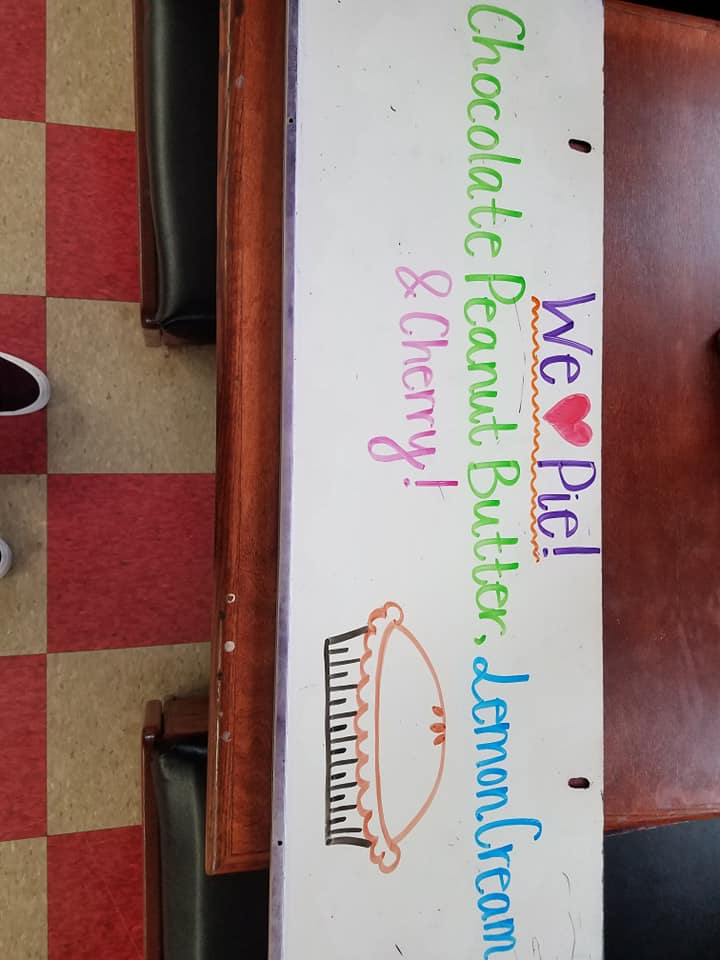 We ❤ Pie!
Chocolate Peanut Butter, Lemon Cream
& Cherry!